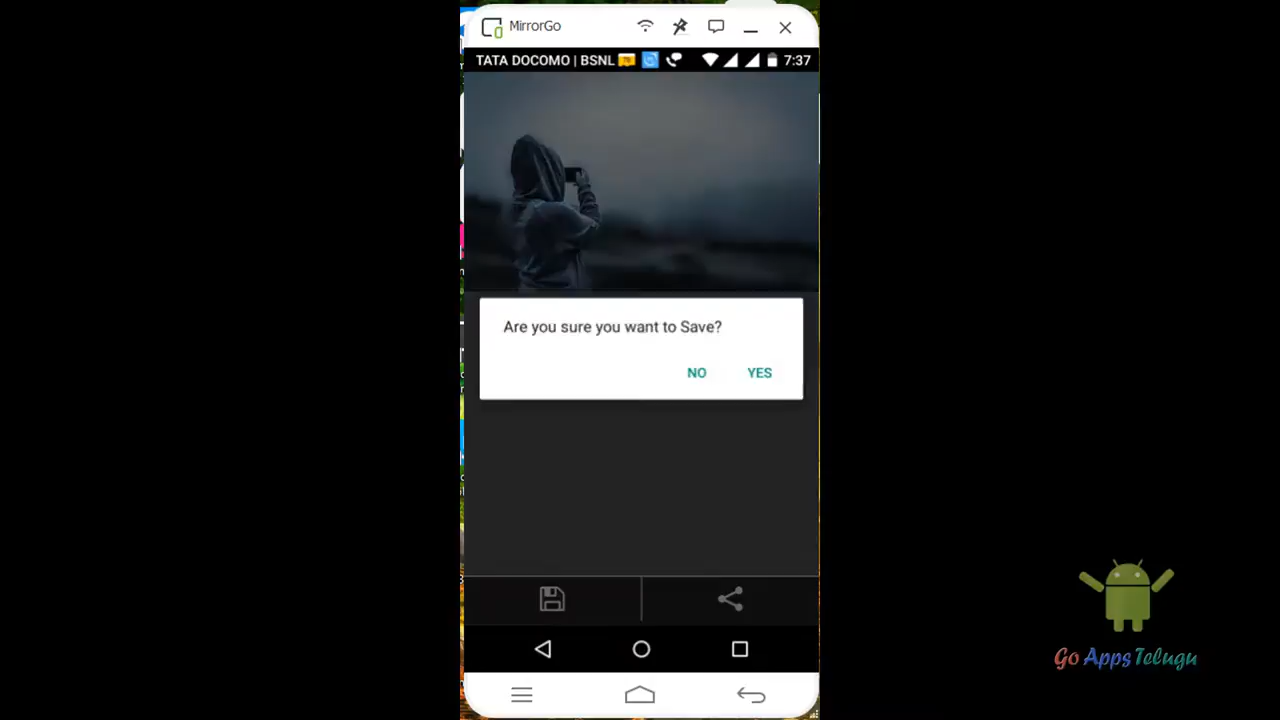 MirrorGo
TATA DOCOMO | BSNL 7:37
Are you sure you want to Save?
NO YES
Go Apps Telugu